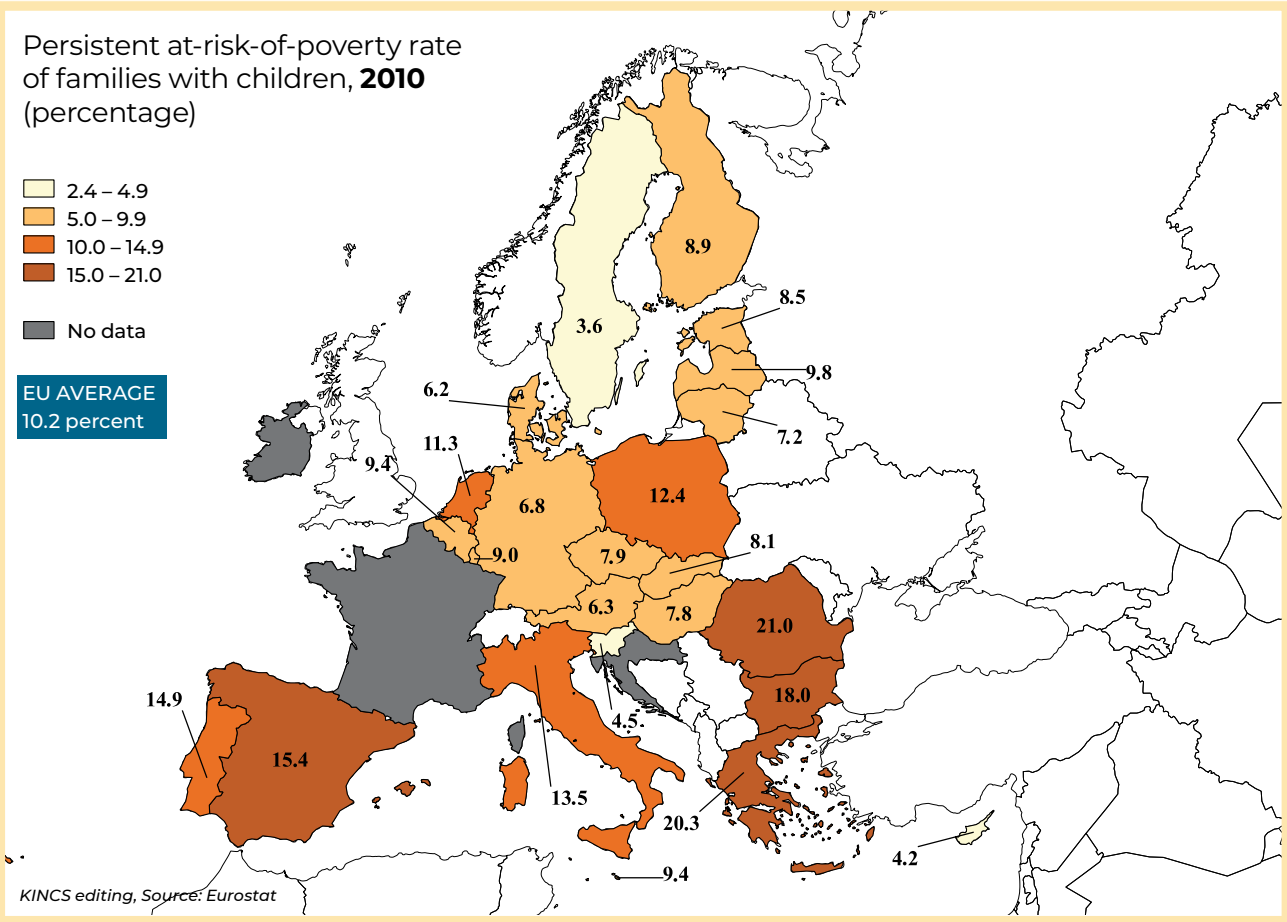 Persistent at-risk-of-poverty rate
of families with children, 2010
(percentage)
2.4 – 4.9
5.0 – 9.9
10.0 – 14.9
15.0 – 21.0
No data
EU AVERAGE
10.2 percent
8.9
8.5
3.6
9.8
6.2
7.2
11.3
9.4
12.4
6.8
8.1
9.0
7.9
6.3
7.8
21.0
18.0
14.9
4.5
15.4
13.5
20.3
4.2
9.4
KINCS editing, Source: Eurostat